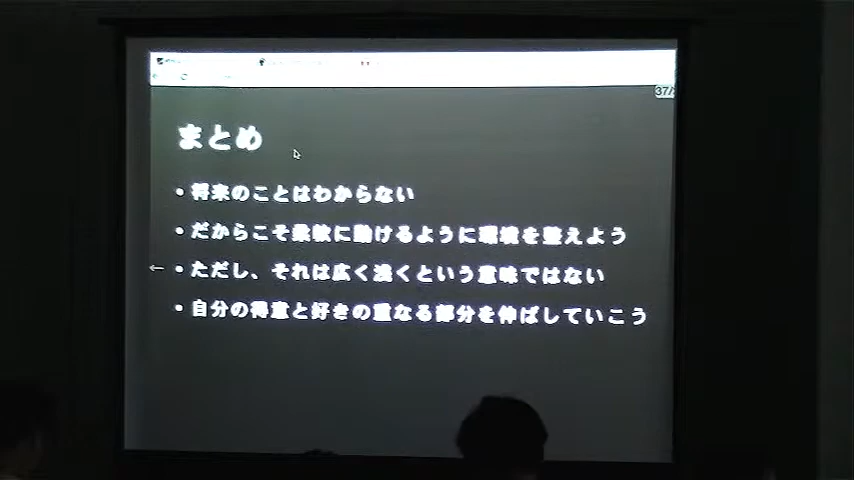 37/
まとめ
• 将来のことはわからない
• だからこそ柔軟に動けるように環境を整えよう
← • ただし、それは広く浅くという意味ではない
• 自分の得意と好きの重なる部分を伸ばしていこう